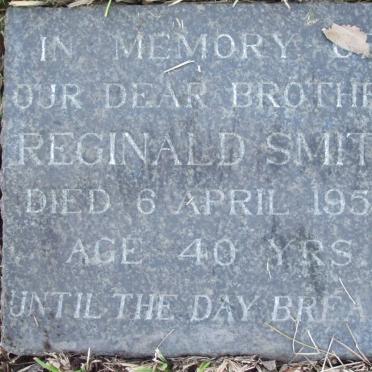 IN MEMORY O
OUR DEAR BROTHE
REGINALD SMIT
DIED 6 APRIL 195
AGE 40 YRS
UNTIL THE DAY BREA